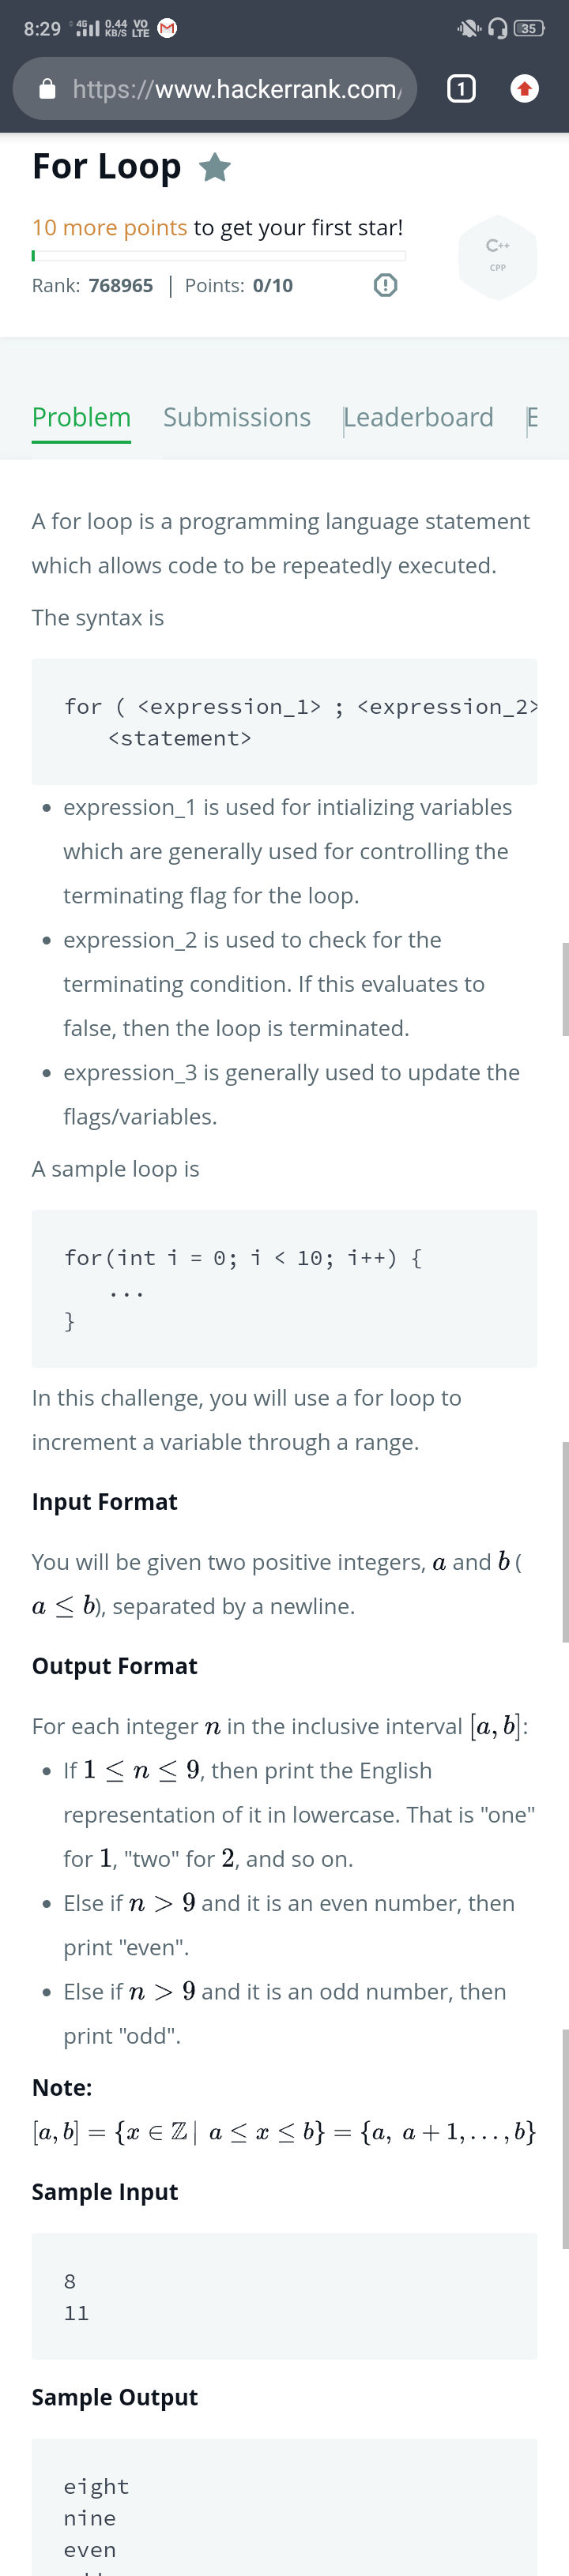 8:29 4G 0.44 KB/S VO LTE 35
https://www.hackerrank.com/ 1
For Loop
10 more points to get your first star!
C++
CPP
Rank: 768965 | Points: 0/10
Problem Submissions Leaderboard E
A for loop is a programming language statement
which allows code to be repeatedly executed.
The syntax is
for ( <expression_1> ; <expression_2>
<statement>
• expression_1 is used for intializing variables
which are generally used for controlling the
terminating flag for the loop.
• expression_2 is used to check for the
terminating condition. If this evaluates to
false, then the loop is terminated.
• expression_3 is generally used to update the
flags/variables.
A sample loop is
for(int i = 0; i < 10; i++) {
...
}
In this challenge, you will use a for loop to
increment a variable through a range.
Input Format
You will be given two positive integers, a and b (
a ≤ b), separated by a newline.
Output Format
For each integer n in the inclusive interval [a, b]:
• If 1 ≤ n ≤ 9, then print the English
representation of it in lowercase. That is "one"
for 1, "two" for 2, and so on.
• Else if n > 9 and it is an even number, then
print "even".
• Else if n > 9 and it is an odd number, then
print "odd".
Note:
[a, b] = {x ∈ ℤ | a ≤ x ≤ b} = {a, a + 1, . . . , b}
Sample Input
8
11
Sample Output
eight
nine
even